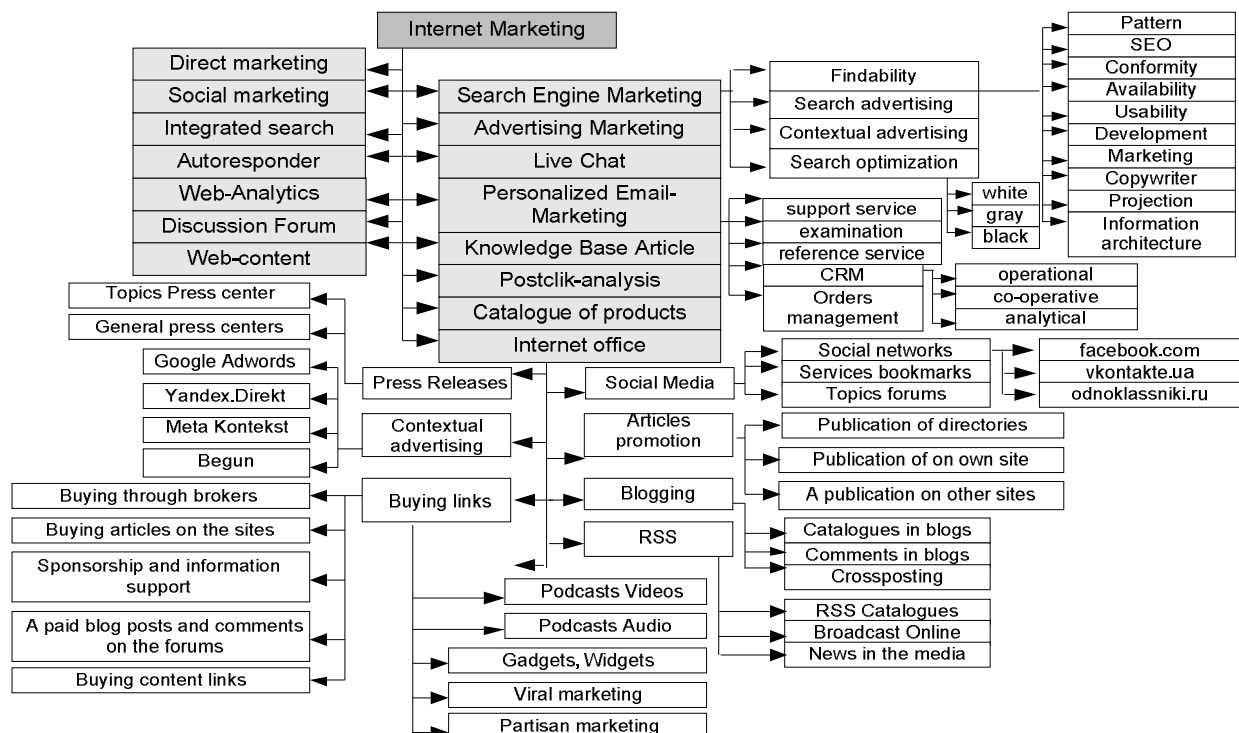 Internet Marketing
Direct marketing
Social marketing
Integrated search
Autoresponder
Web-Analytics
Discussion Forum
Web-content
Search Engine Marketing
Advertising Marketing
Live Chat
Personalized Email-
Marketing
Knowledge Base Article
Postclik-analysis
Catalogue of products
Internet office
Findability
Search advertising
Contextual advertising
Search optimization
Pattern
SEO
Conformity
Availability
Usability
Development
Marketing
Copywriter
Projection
Information
architecture
white
gray
black
support service
examination
reference service
CRM
Orders
management
operational
co-operative
analytical
Topics Press center
General press centers
Google Adwords
Yandex.Direkt
Meta Kontekst
Begun
Press Releases
Contextual
advertising
Buying links
Social Media
Articles
promotion
Blogging
RSS
Social networks
Services bookmarks
Topics forums
facebook.com
vkontakte.ua
odnoklassniki.ru
Publication of directories
Publication of on own site
A publication on other sites
Catalogues in blogs
Comments in blogs
Crossposting
RSS Catalogues
Broadcast Online
News in the media
Buying through brokers
Buying articles on the sites
Sponsorship and information
support
A paid blog posts and comments
on the forums
Buying content links
Podcasts Videos
Podcasts Audio
Gadgets, Widgets
Viral marketing
Partisan marketing